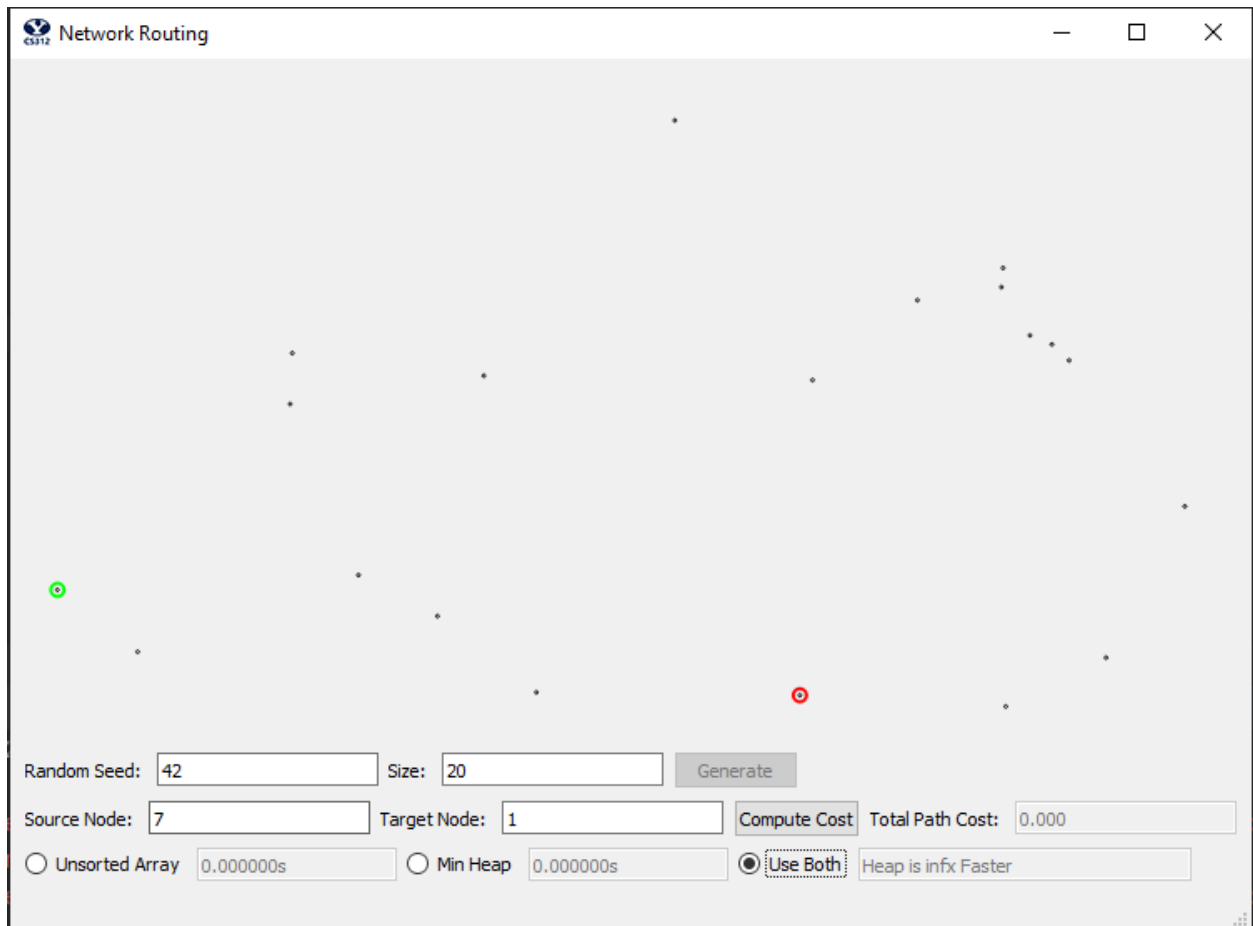 CS312 Network Routing
Random Seed: 42 Size: 20 Generate
Source Node: 7 Target Node: 1 Compute Cost Total Path Cost: 0.000
Unsorted Array 0.000000s Min Heap 0.000000s Use Both Heap is infx Faster